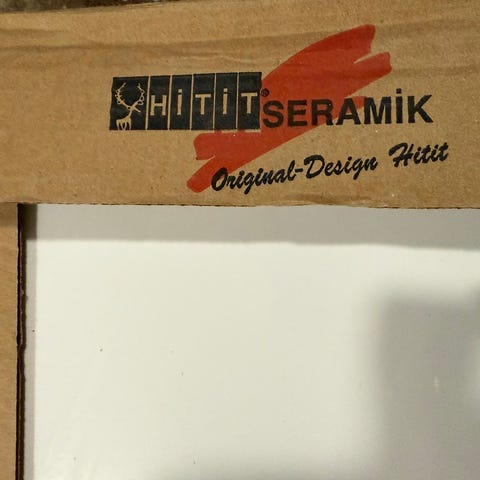 HİTİT® SERAMİK
Original-Design Hitit